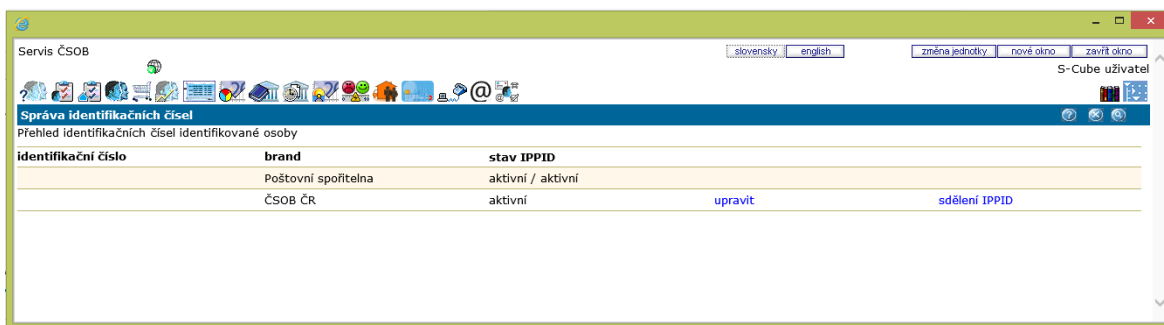 Servis ČSOB
slovensky english změna jednotky nové okno zavřít okno
S-Cube uživatel
Správa identifikačních čísel
Přehled identifikačních čísel identifikované osoby
identifikační číslo brand stav IPPID
Poštovní spořitelna aktivní / aktivní
ČSOB ČR aktivní upravit sdělení IPPID